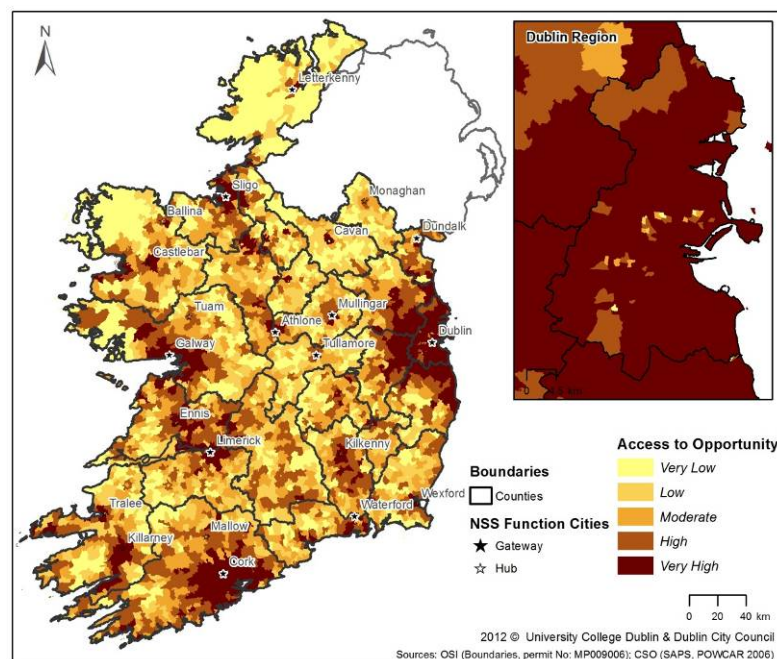 N
Letterkenny
Sligo
Ballina
Monaghan
Cavan
Dundalk
Castlebar
Tuam
Mullingar
Athlone
Dublin
Galway
Tullamore
Ennis
Limerick
Kilkenny
Wexford
Waterford
Tralee
Mallow
Killarney
Cork
Dublin Region
Boundaries
Counties
NSS Function Cities
Gateway
Hub
Access to Opportunity
Very Low
Low
Moderate
High
Very High
0 20 40 km
2012 © University College Dublin & Dublin City Council
Sources: OSI (Boundaries, permit No: MP009006); CSO (SAPS, POWCAR 2006)